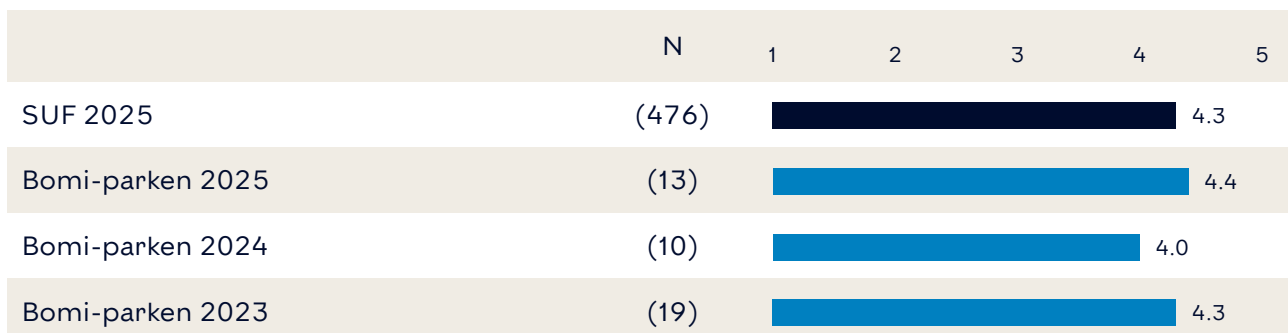 N 1 2 3 4 5
SUF 2025 (476) 4.3
Bomi-parken 2025 (13) 4.4
Bomi-parken 2024 (10) 4.0
Bomi-parken 2023 (19) 4.3